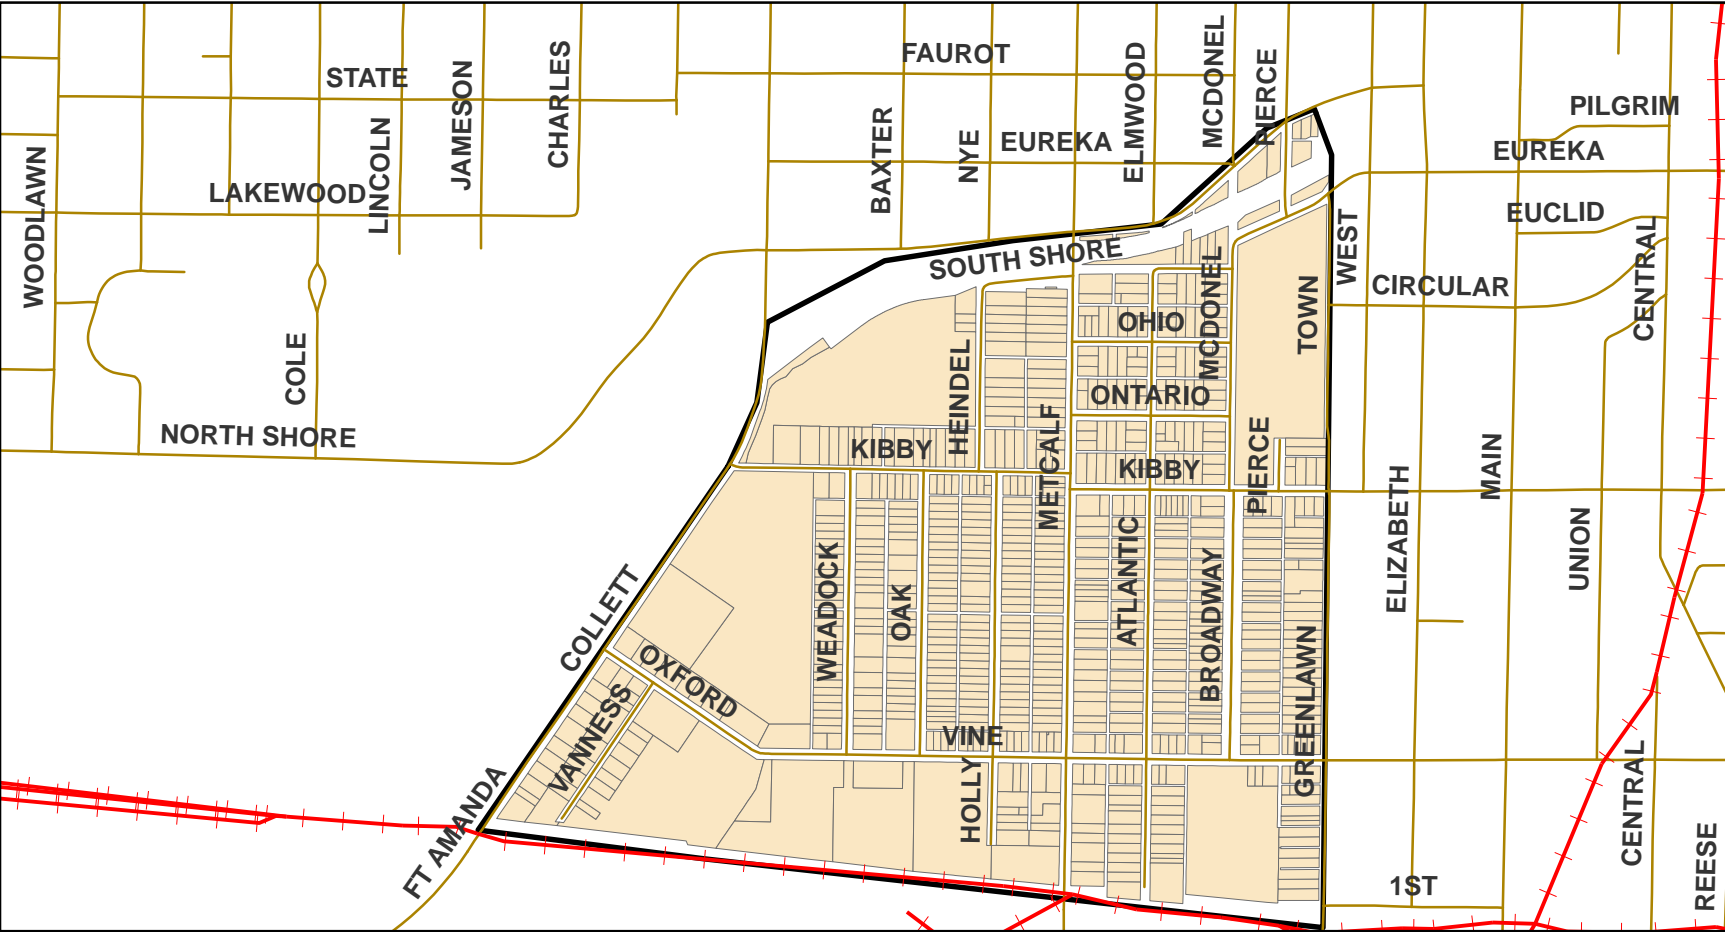 FAUROT
STATE
MCDONEL
PIERCE
ELMWOOD
CHARLES
JAMESON
PILGRIM
BAXTER
NYE
EUREKA
EUREKA
LINCOLN
WOODLAWN
LAKEWOOD
EUCLID
WEST
CENTRAL
SOUTH SHORE
CIRCULAR
MCDONEL
TOWN
OHIO
COLE
HEINDEL
ONTARIO
NORTH SHORE
KIBBY
METCALF
KIBBY
PIERCE
MAIN
ELIZABETH
UNION
ATLANTIC
WEADOCK
OAK
BROADWAY
COLLETT
OXFORD
GREENLAWN
VANNESS
VINE
HOLLY
CENTRAL
FT AMANDA
REESE
1ST